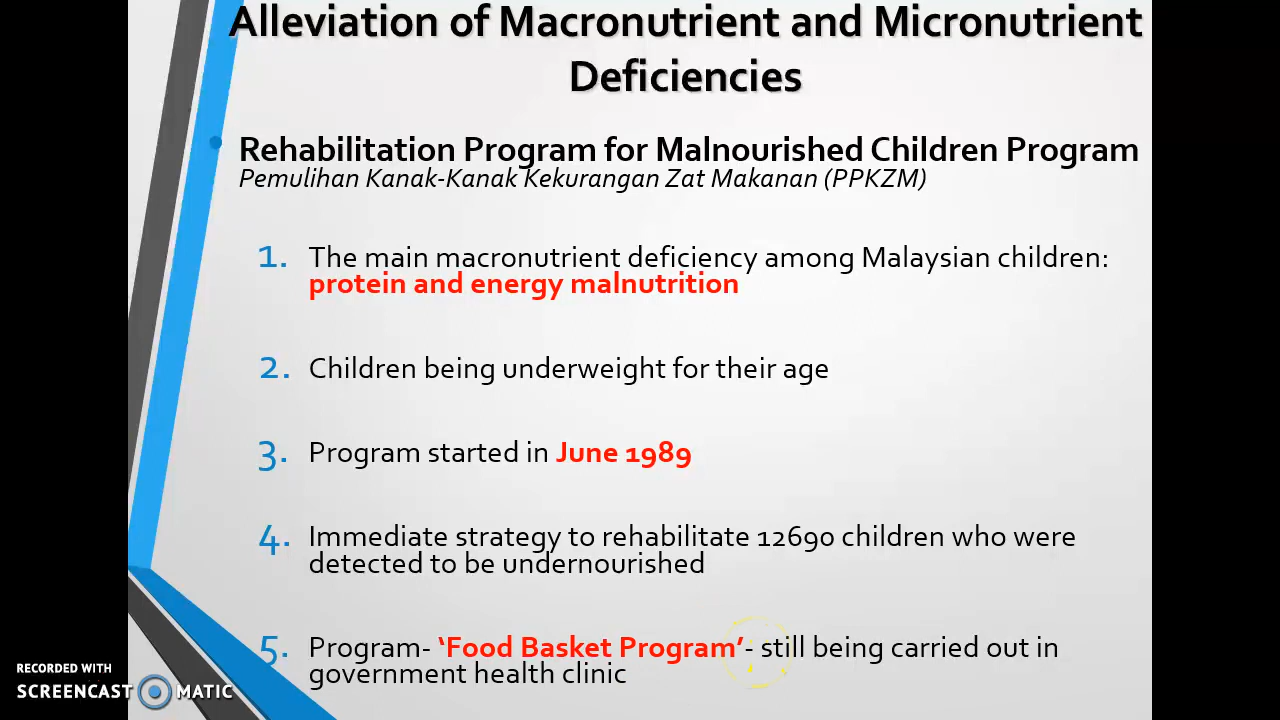 Alleviation of Macronutrient and Micronutrient
Deficiencies
• Rehabilitation Program for Malnourished Children Program
Pemulihan Kanak-Kanak Kekurangan Zat Makanan (PPKZM)
1. The main macronutrient deficiency among Malaysian children:
protein and energy malnutrition
2. Children being underweight for their age
3. Program started in June 1989
4. Immediate strategy to rehabilitate 12690 children who were
detected to be undernourished
5. Program- ‘Food Basket Program’- still being carried out in
government health clinic
RECORDED WITH
SCREENCAST MATIC